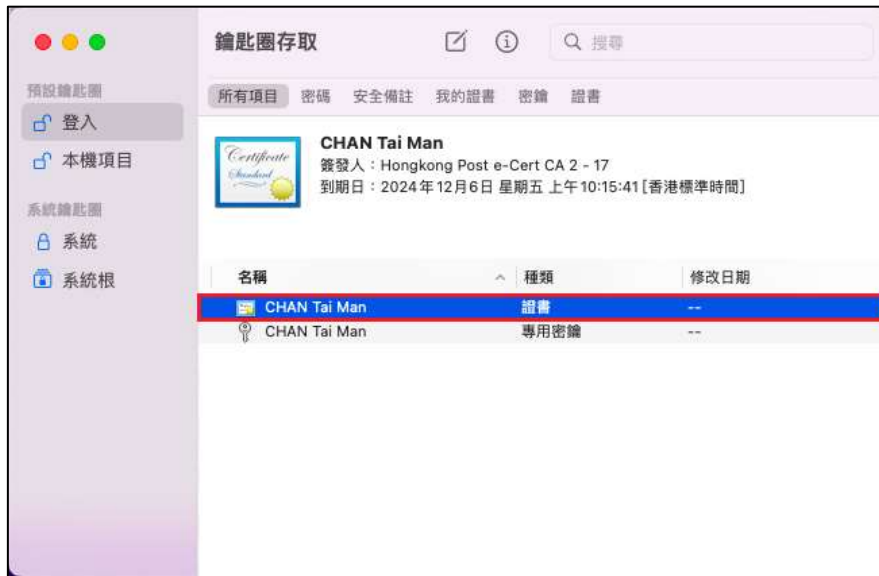 鑰匙圈存取
搜尋
預設鑰匙圈
登入
本機項目
系統鑰匙圈
系統
系統根
所有項目 密碼 安全備註 我的證書 密鑰 證書
Certificate
Standard
CHAN Tai Man
簽發人：Hongkong Post e-Cert CA 2 - 17
到期日：2024年12月6日 星期五 上午10:15:41 [香港標準時間]
名稱 種類 修改日期
CHAN Tai Man 證書 --
CHAN Tai Man 專用密鑰 --